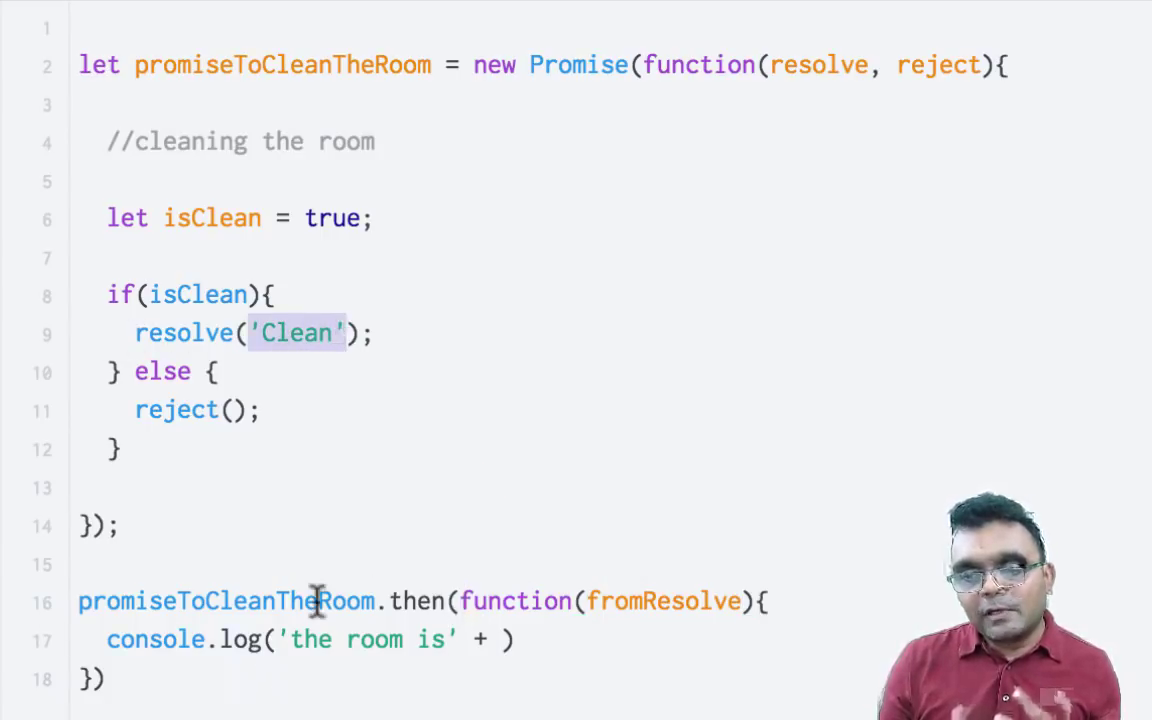 1
2 let promiseToCleanTheRoom = new Promise(function(resolve, reject){
3
4 //cleaning the room
5
6 let isClean = true;
7
8 if(isClean){
9 resolve('Clean');
10 } else {
11 reject();
12 }
13
14 });
15
16 promiseToCleanTheRoom.then(function(fromResolve){
17 console.log('the room is' + )
18 })